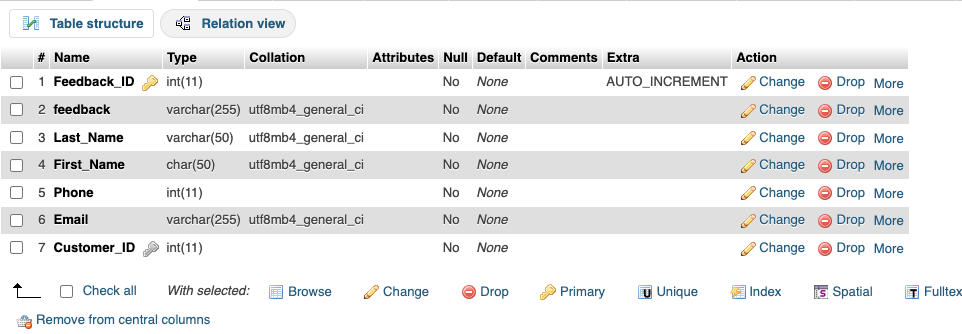 Table structure Relation view
# Name Type Collation Attributes Null Default Comments Extra Action
1 Feedback_ID int(11) No None AUTO_INCREMENT Change Drop More
2 feedback varchar(255) utf8mb4_general_ci No None Change Drop More
3 Last_Name varchar(50) utf8mb4_general_ci No None Change Drop More
4 First_Name char(50) utf8mb4_general_ci No None Change Drop More
5 Phone int(11) No None Change Drop More
6 Email varchar(255) utf8mb4_general_ci No None Change Drop More
7 Customer_ID int(11) No None Change Drop More
Check all With selected: Browse Change Drop Primary Unique Index Spatial Fulltex
Remove from central columns